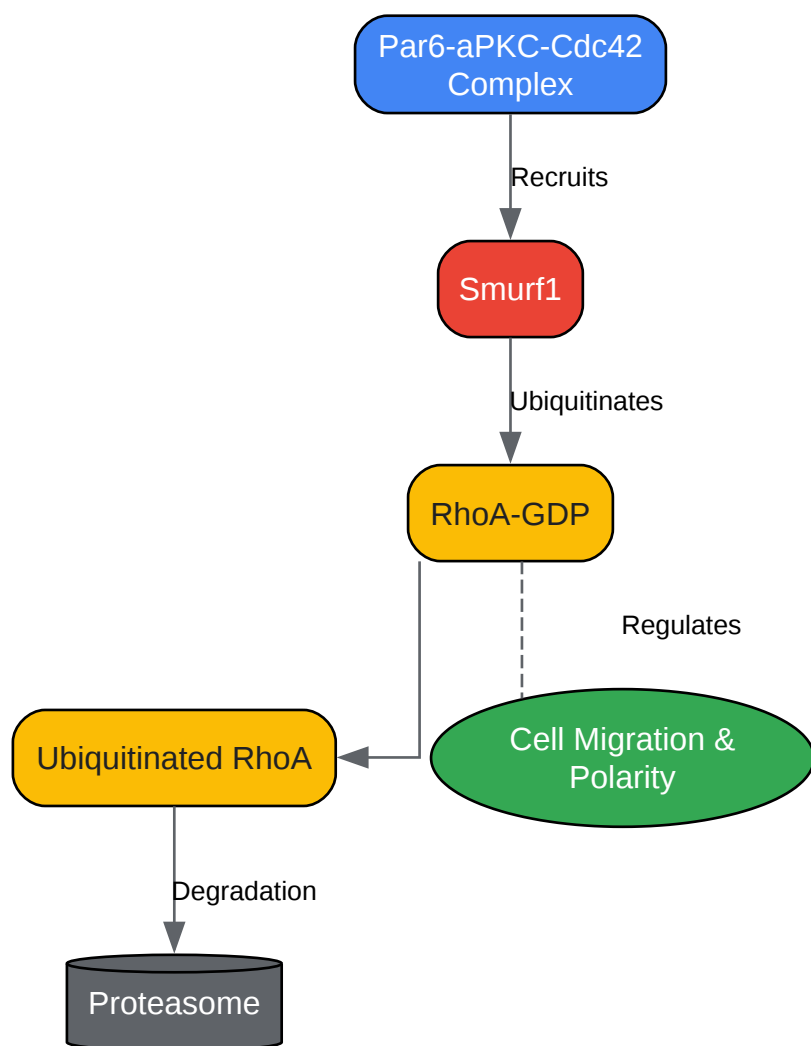 Par6-aPKC-Cdc42
Complex
Recruits
Smurf1
Ubiquitinates
RhoA-GDP
Regulates
Ubiquitinated RhoA
Cell Migration &
Polarity
Degradation
Proteasome